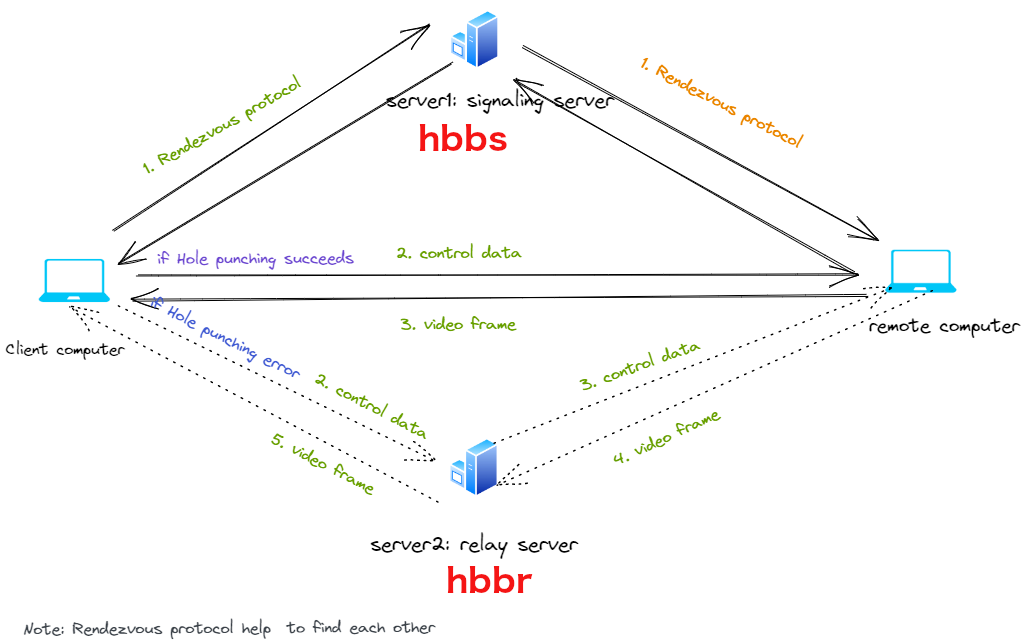 1. Rendezvous protocol
1. Rendezvous protocol
server1: signaling server
hbbs
if Hole punching succeeds
2. control data
3. video frame
Client computer
remote computer
if Hole punching error
2. control data
3. control data
5. video frame
4. video frame
server2: relay server
hbbr
Note: Rendezvous protocol help to find each other